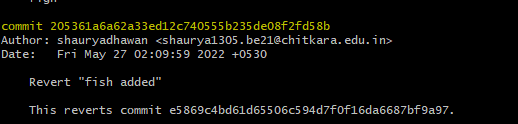 commit 205361a6a62a33ed12c740555b235de08f2fd58b
Author: shauryadhawan <shaurya1305.be21@chitkara.edu.in>
Date:   Fri May 27 02:09:59 2022 +0530
Revert "fish added"
This reverts commit e5869c4bd61d65506c594d7f0f16da6687bf9a97.